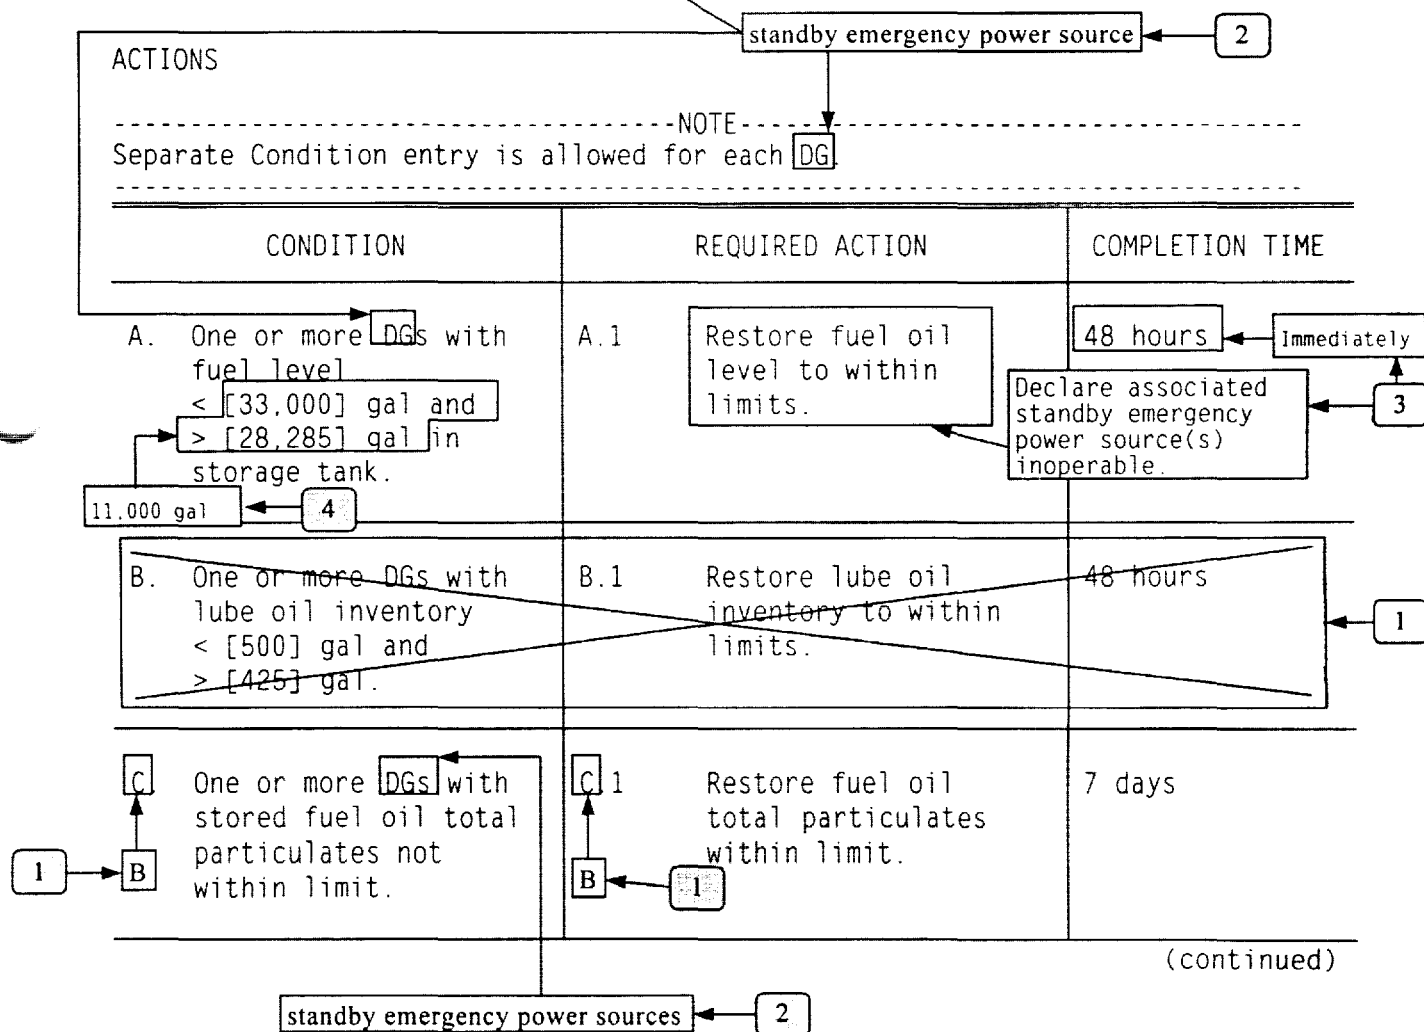 standby emergency power source
2
ACTIONS
NOTE
Separate Condition entry is allowed for each DG.
CONDITION
REQUIRED ACTION
COMPLETION TIME
A. One or more DGs with
fuel level
< [33,000] gal and
> [28,285] gal in
storage tank.
11,000 gal
4
A.1 Restore fuel oil
level to within
limits.
48 hours
Immediately
Declare associated
standby emergency
power source(s)
inoperable.
3
B. One or more DGs with
lube oil inventory
< [500] gal and
> [425] gal.
B.1 Restore lube oil
inventory to within
limits.
48 hours
1
C. One or more DGs with
stored fuel oil total
particulates not
within limit.
1
B
C.1 Restore fuel oil
total particulates
within limit.
B
1
7 days
(continued)
standby emergency power sources
2